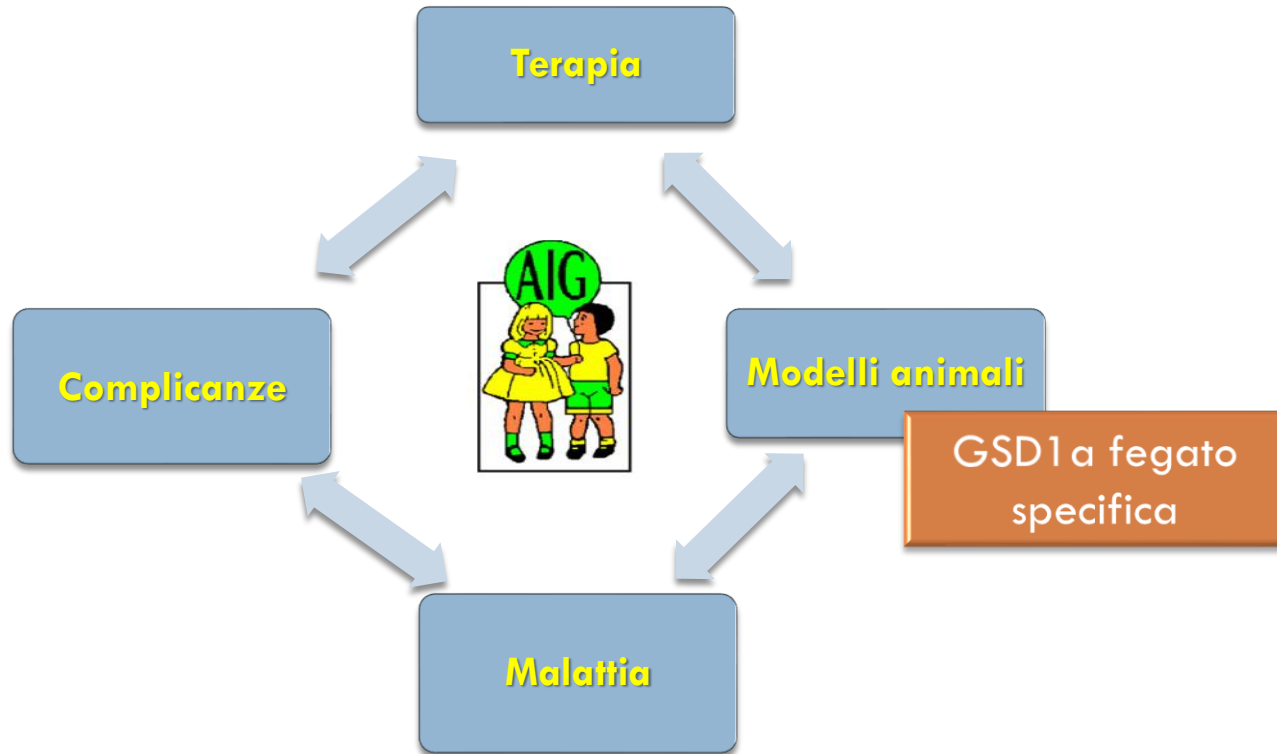 Terapia
AIG
Complicanze
Modelli animali
GSD1a fegato
specifica
Malattia